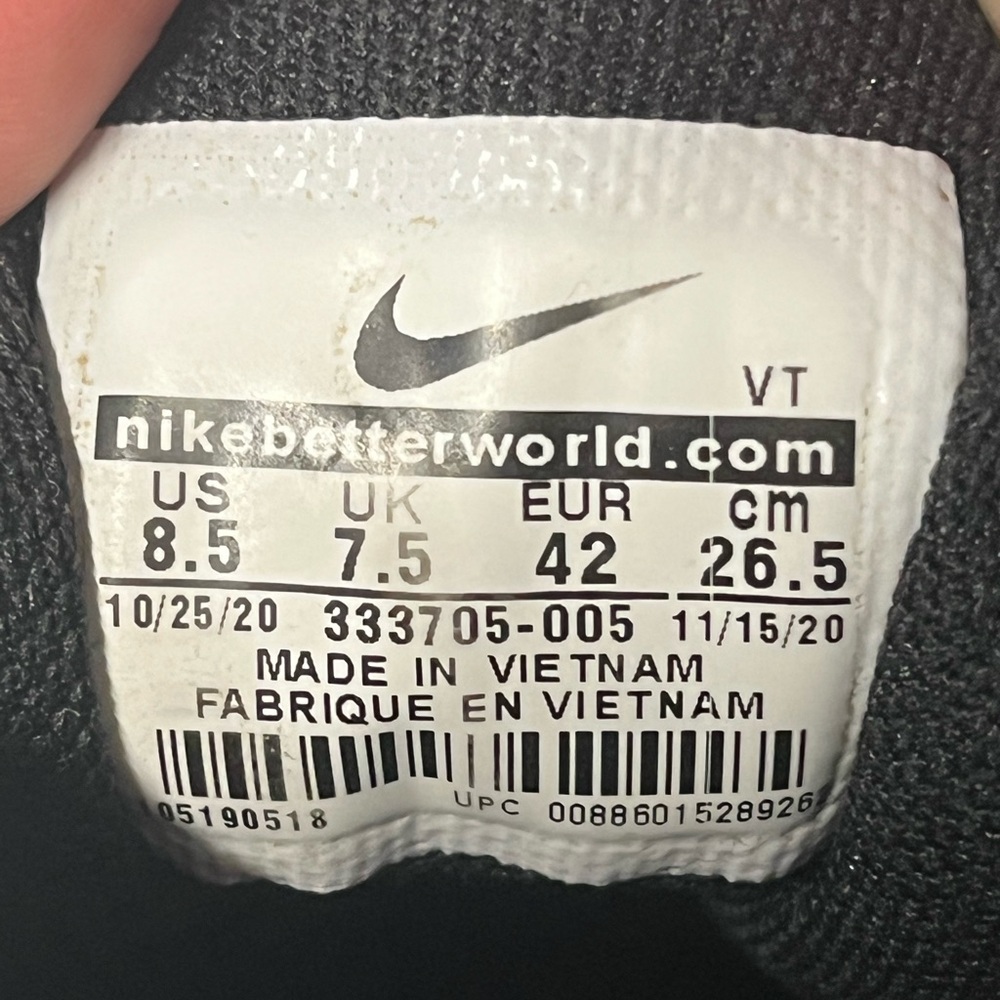 VT
nikebetterworld.com
US UK EUR cm
8.5 7.5 42 26.5
10/25/20 333705-005 11/15/20
MADE IN VIETNAM
FABRIQUE EN VIETNAM
05190518 UPC 0088601528926